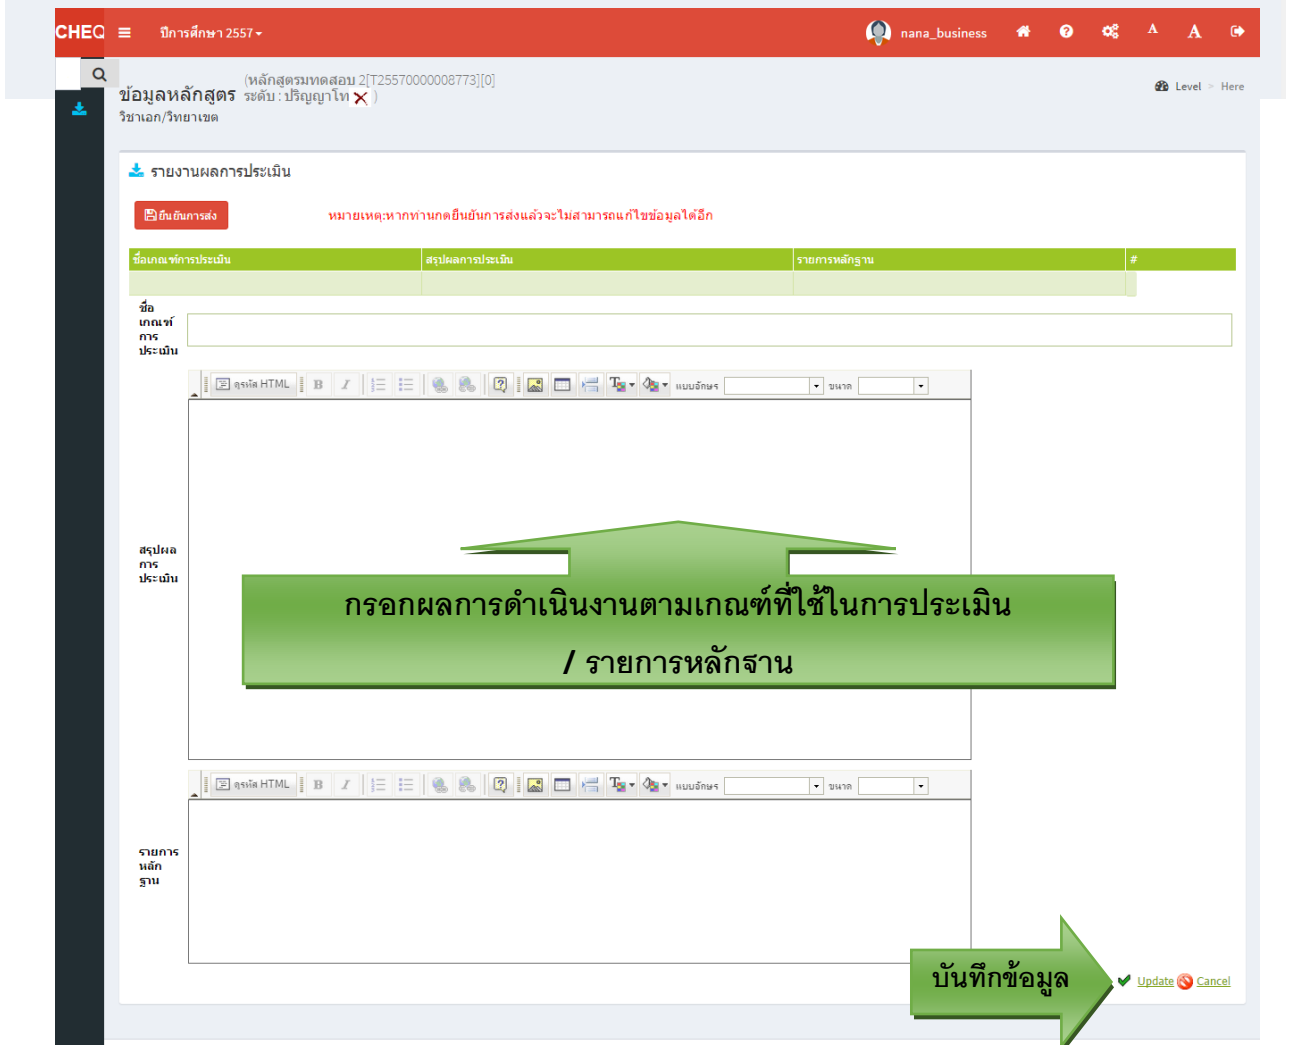 CHEQ ปีการศึกษา 2557 nana_business A A
(หลักสูตรมทดสอบ 2[T25570000008773][0]
ข้อมูลหลักสูตร ระดับ : ปริญญาโท )
Level > Here
วิชาเอก/วิทยาเขต
รายงานผลการประเมิน
ยืนยันการส่ง หมายเหตุ:หากท่านกดยืนยันการส่งแล้วจะไม่สามารถแก้ไขข้อมูลได้อีก
ชื่อเกณฑ์การประเมิน สรุปผลการประเมิน รายการหลักฐาน #
ชื่อ
เกณฑ์
การ
ประเมิน
ดูรหัส HTML B I แบบอักษร ขนาด
สรุปผล
การ
ประเมิน
กรอกผลการดำเนินงานตามเกณฑ์ที่ใช้ในการประเมิน
/ รายการหลักฐาน
ดูรหัส HTML B I แบบอักษร ขนาด
รายการ
หลัก
ฐาน
บันทึกข้อมูล
Update Cancel